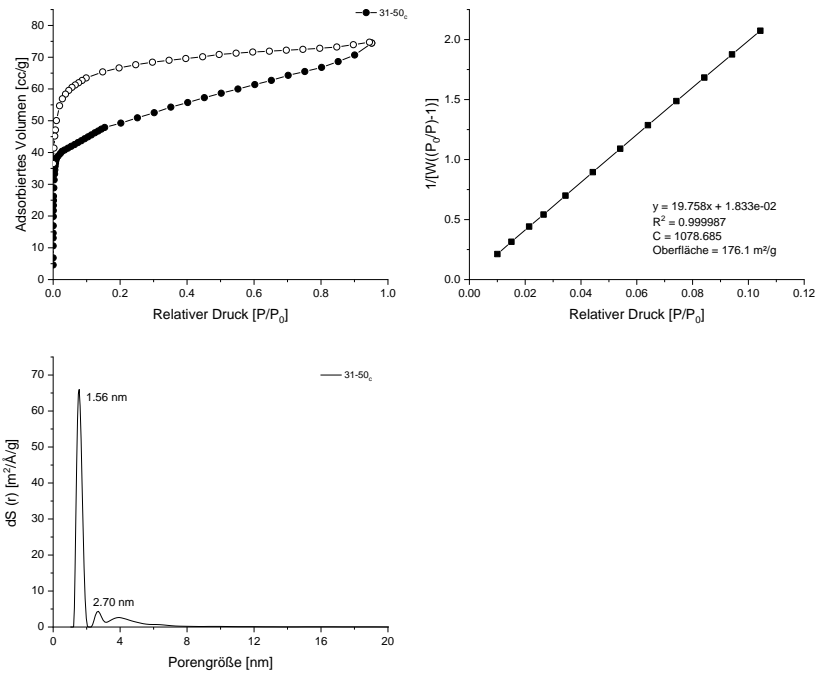 31-50c
80
70
60
50
40
30
20
10
0
0.0 0.2 0.4 0.6 0.8 1.0
Adsorbiertes Volumen [cc/g]
Relativer Druck [P/P0]
2.0
1.5
1.0
0.5
0.0
0.00 0.02 0.04 0.06 0.08 0.10 0.12
1/[W((P0/P)-1)]
Relativer Druck [P/P0]
y = 19.758x + 1.833e-02
R2 = 0.999987
C = 1078.685
Oberfläche = 176.1 m²/g
31-50c
70
60
50
40
30
20
10
0
0 4 8 12 16 20
1.56 nm
2.70 nm
dS (r) [m2/Å/g]
Porengröße [nm]